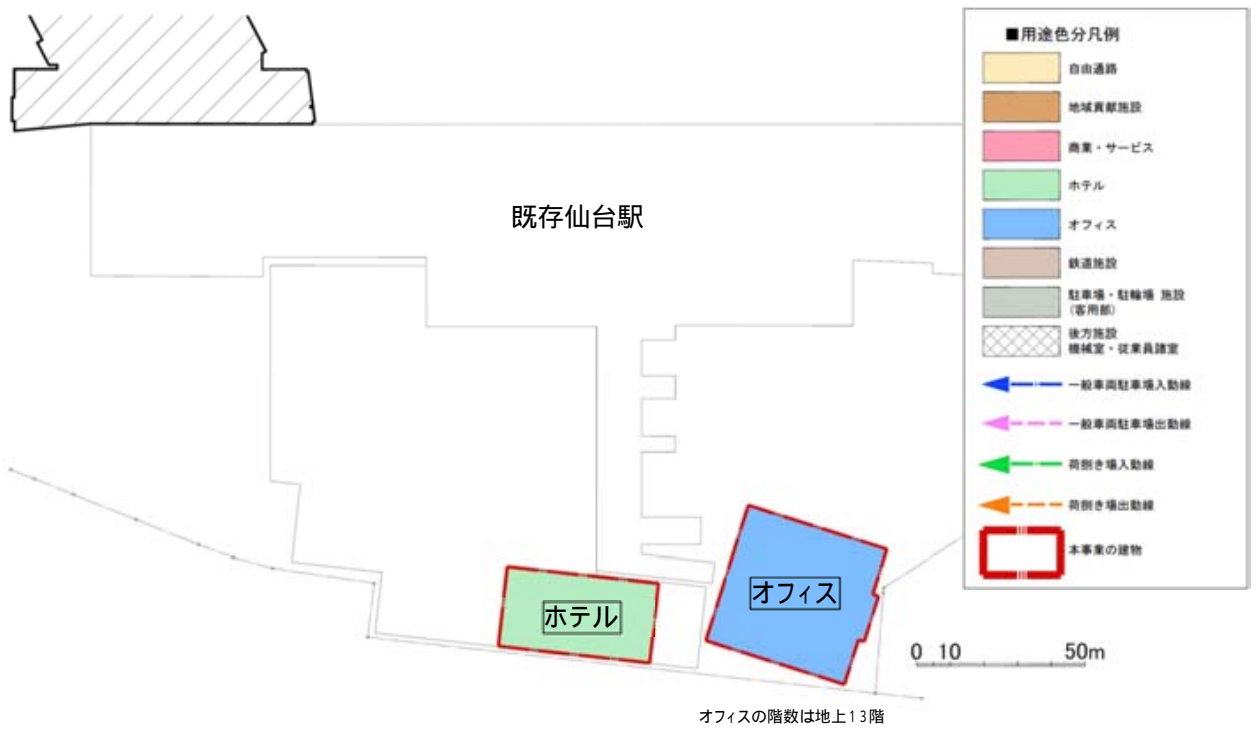 ■用途色分凡例
自由通路
地域貢献施設
商業・サービス
ホテル
オフィス
鉄道施設
駐車場・駐輪場 施設
(客用部)
後方施設
機械室・従業員諸室
一般車両駐車場入動線
一般車両駐車場出動線
荷捌き場入動線
荷捌き場出動線
本事業の建物
既存仙台駅
オフィス
ホテル
0 10 50m
オフィスの階数は地上13階